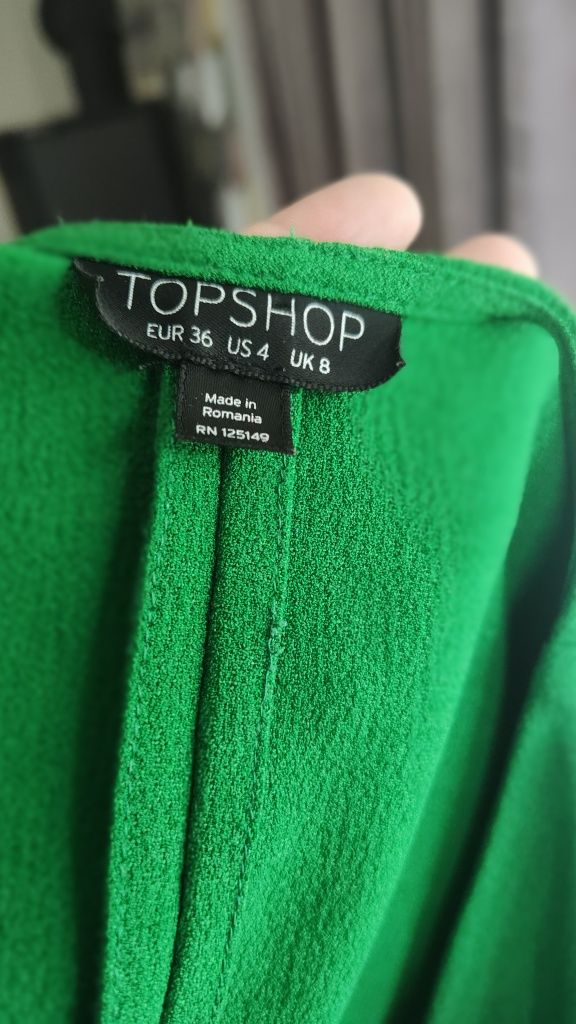 TOPSHOP
EUR 36 US 4 UK 8
Made in
Romania
RN 125149